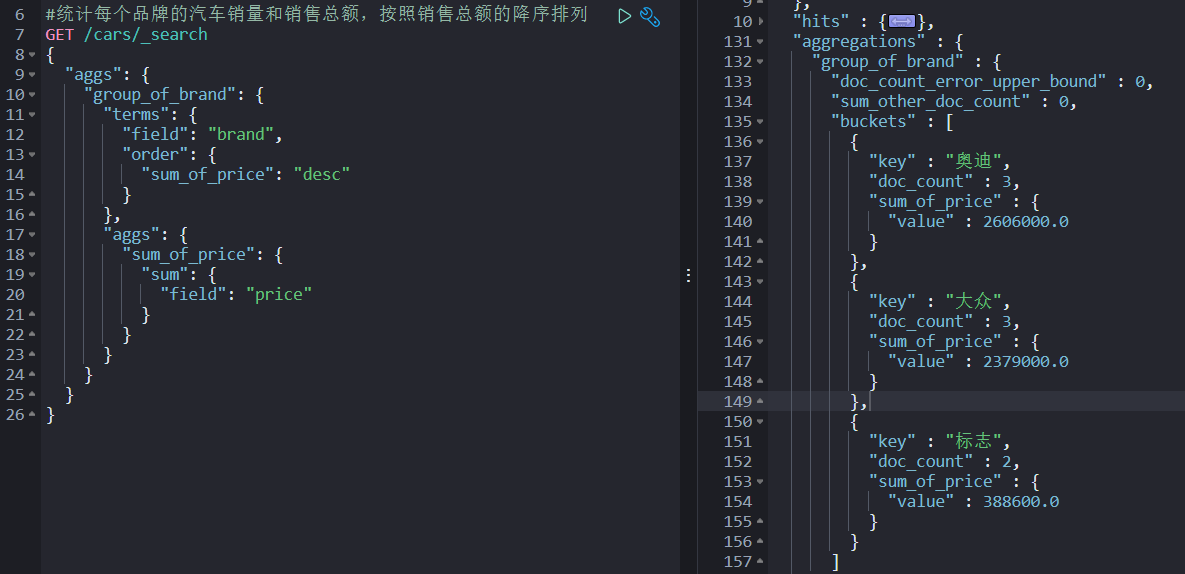 6 #统计每个品牌的汽车销量和销售总额，按照销售总额的降序排列
7 GET /cars/_search
8 {
9 "aggs": {
10 "group_of_brand": {
11 "terms": {
12 "field": "brand",
13 "order": {
14 "sum_of_price": "desc"
15 }
16 },
17 "aggs": {
18 "sum_of_price": {
19 "sum": {
20 "field": "price"
21 }
22 }
23 }
24 }
25 }
26 }
9 },
10 "hits" : {},
131 "aggregations" : {
132 "group_of_brand" : {
133 "doc_count_error_upper_bound" : 0,
134 "sum_other_doc_count" : 0,
135 "buckets" : [
136 {
137 "key" : "奥迪",
138 "doc_count" : 3,
139 "sum_of_price" : {
140 "value" : 2606000.0
141 }
142 },
143 {
144 "key" : "大众",
145 "doc_count" : 3,
146 "sum_of_price" : {
147 "value" : 2379000.0
148 }
149 },
150 {
151 "key" : "标志",
152 "doc_count" : 2,
153 "sum_of_price" : {
154 "value" : 388600.0
155 }
156 }
157 ]